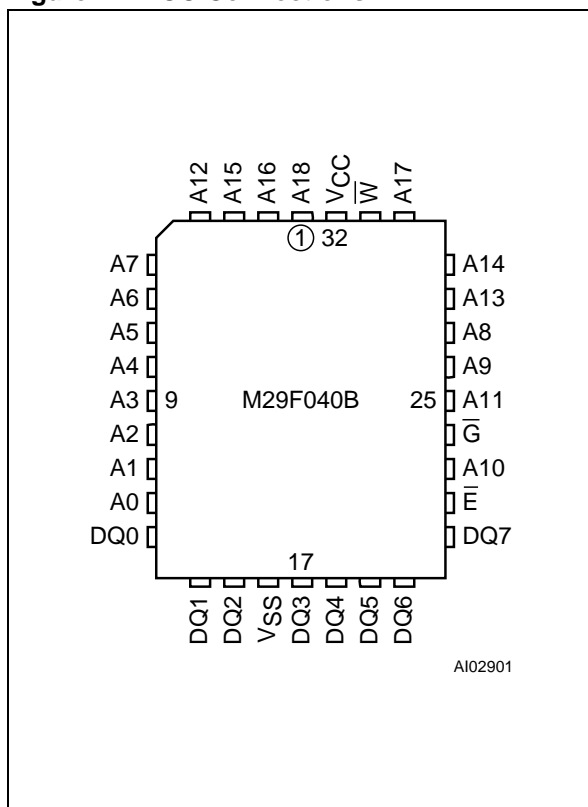 A12 A15 A16 A18 VCC W̅ A17
1 32
A7 A14
A6 A13
A5 A8
A4 A9
A3 9 M29F040B 25 A11
A2 G̅
A1 A10
A0 E̅
DQ0 DQ7
17
DQ1 DQ2 VSS DQ3 DQ4 DQ5 DQ6
AI02901